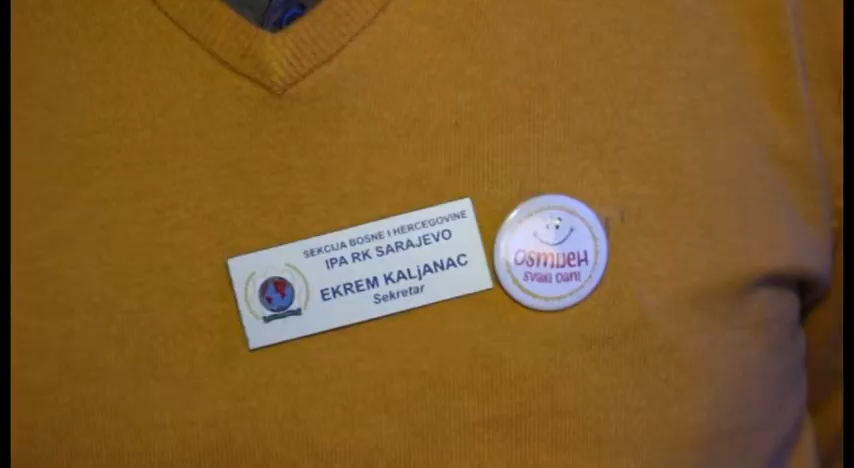 SEKCIJA BOSNE I HERCEGOVINE
IPA RK SARAJEVO
EKREM KALjANAC
Sekretar
OSMIJEH
SVAKI DAN!